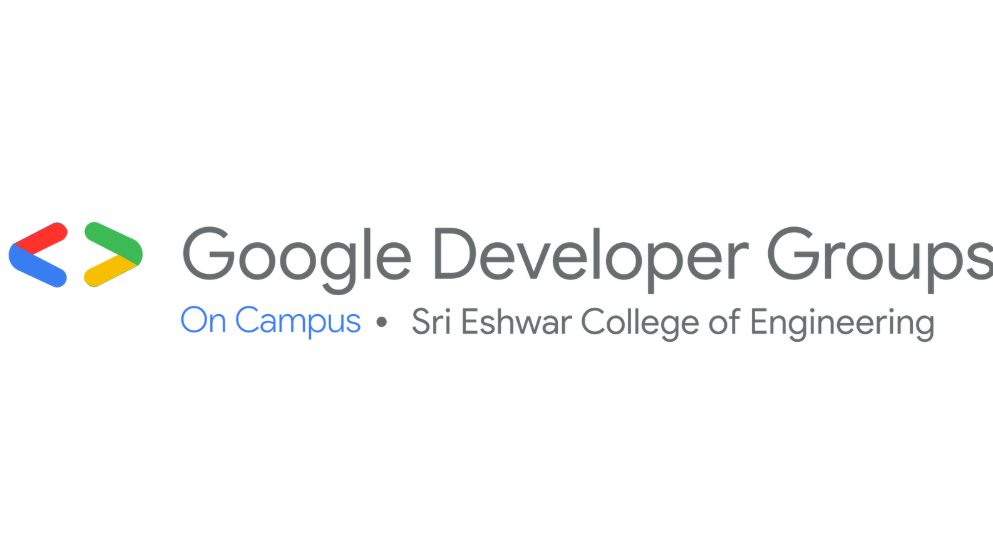 Google Developer Groups
On Campus • Sri Eshwar College of Engineering